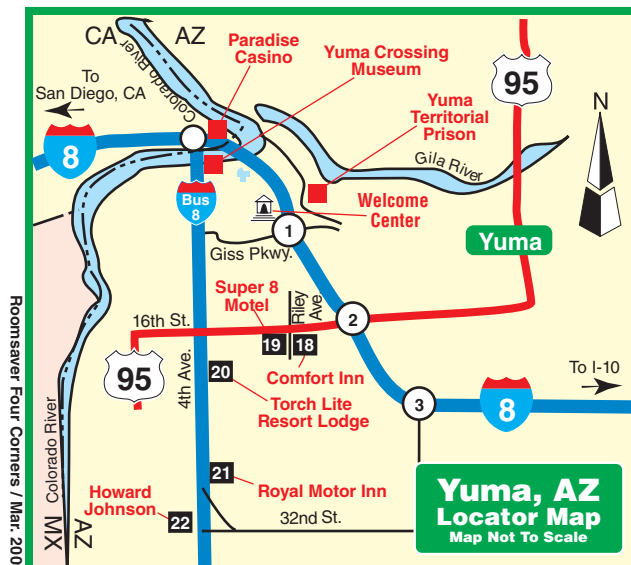 CA
AZ
Colorado River
Paradise
Casino
Yuma Crossing
Museum
95
To
San Diego, CA
8
Yuma
Territorial
Prison
N
Gila River
Bus
8
Welcome
Center
1
Giss Pkwy.
Yuma
Super 8
Motel
Riley
Ave.
16th St.
2
19
18
95
4th Ave.
20
Comfort Inn
Torch Lite
Resort Lodge
To I-10
3
8
Colorado River
21
Royal Motor Inn
Howard
Johnson
22
32nd St.
MX
AZ
Yuma, AZ
Locator Map
Map Not To Scale
Roomsaver Four Corners / Mar. 200